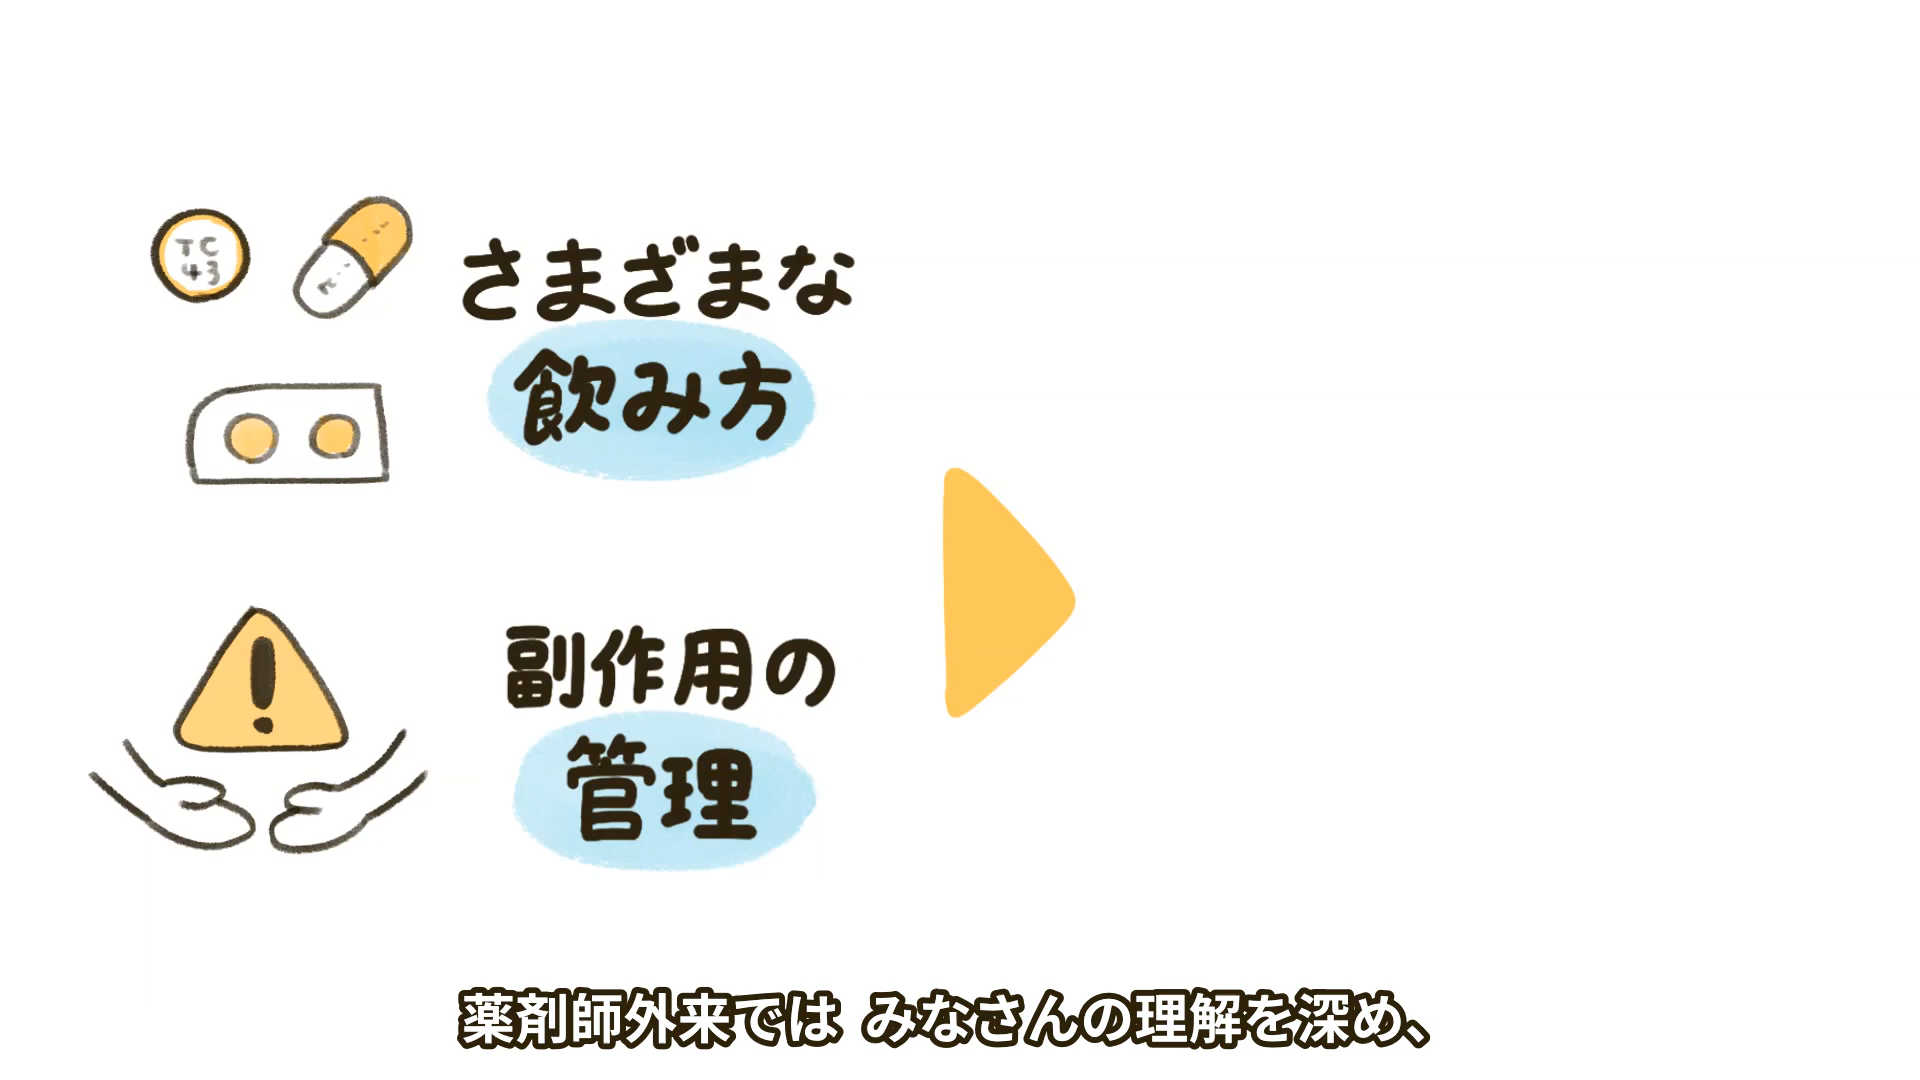 TC
43
さまざまな
飲み方
副作用の
管理
薬剤師外来では みなさんの理解を深め、